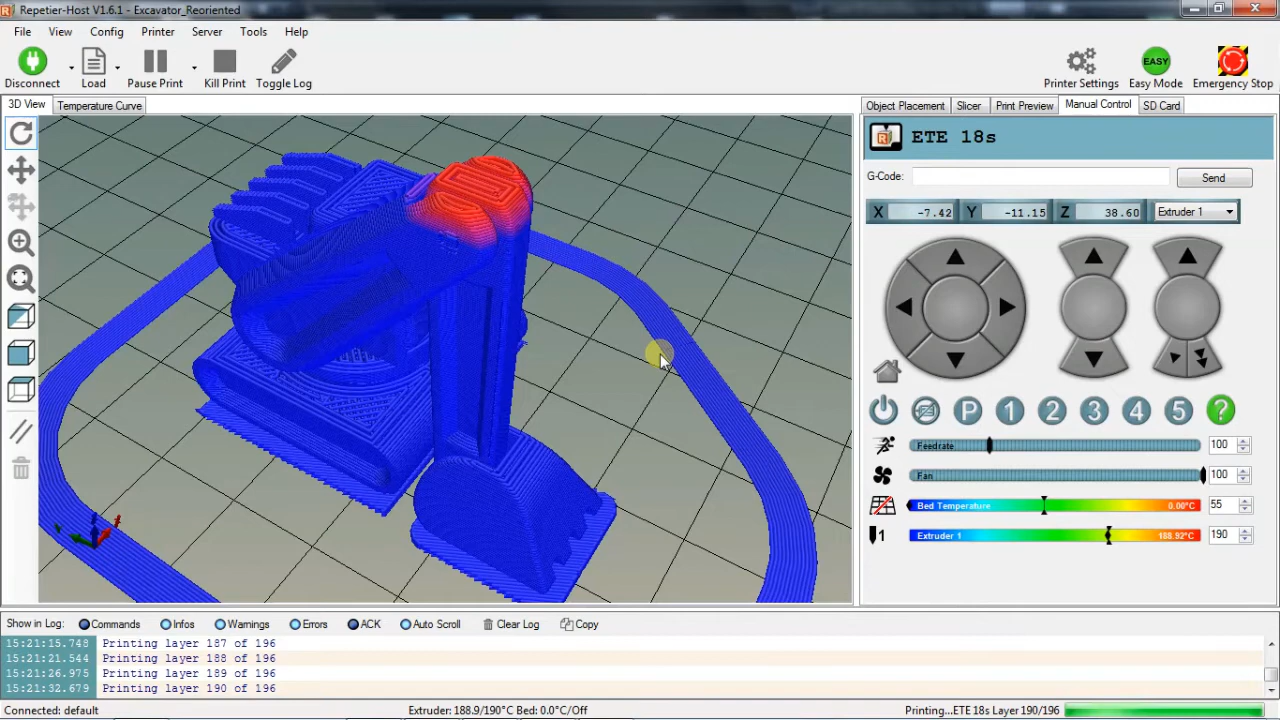 Repetier-Host V1.6.1 - Excavator_Reoriented
File View Config Printer Server Tools Help
Disconnect Load Pause Print Kill Print Toggle Log Printer Settings EASY Easy Mode Emergency Stop
3D View Temperature Curve Object Placement Slicer Print Preview Manual Control SD Card
ETE 18s
G-Code: Send
X -7.42 Y -11.15 Z 38.60 Extruder 1
P 1 2 3 4 5 ?
Feedrate 100
Fan 100
Bed Temperature 0.00°C 55
1 Extruder 1 188.92°C 190
Show in Log: Commands Infos Warnings Errors ACK Auto Scroll Clear Log Copy
15:21:15.748 Printing layer 187 of 196
15:21:21.544 Printing layer 188 of 196
15:21:26.975 Printing layer 189 of 196
15:21:32.679 Printing layer 190 of 196
Connected: default Extruder: 188.9/190°C Bed: 0.0°C/Off Printing...ETE 18s Layer 190/196